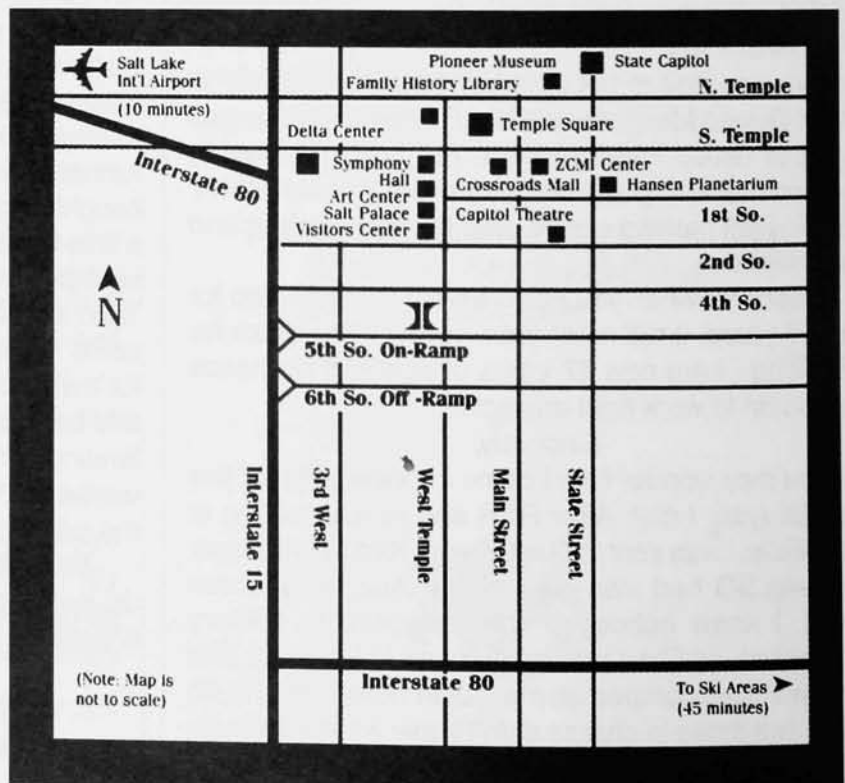 Salt Lake
Int'l Airport
(10 minutes)
Interstate 80
Pioneer Museum
State Capitol
Family History Library
N. Temple
Delta Center
Temple Square
S. Temple
Symphony
Hall
Art Center
Salt Palace
Visitors Center
ZCMI Center
Crossroads Mall
Hansen Planetarium
Capitol Theatre
1st So.
2nd So.
4th So.
N
5th So. On-Ramp
6th So. Off -Ramp
Interstate 15
3rd West
West Temple
Main Street
State Street
(Note: Map is
not to scale)
Interstate 80
To Ski Areas
(45 minutes)